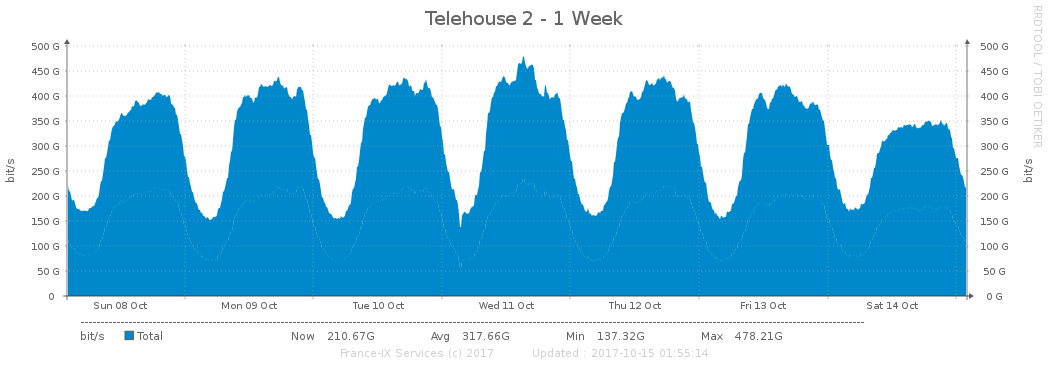 Telehouse 2 - 1 Week
RRDTOOL / TOBI OETIKER
500 G 500 G
450 G 450 G
400 G 400 G
350 G 350 G
300 G 300 G
250 G 250 G
200 G 200 G
150 G 150 G
100 G 100 G
50 G 50 G
0 0 G
bit/s bit/s
Sun 08 Oct Mon 09 Oct Tue 10 Oct Wed 11 Oct Thu 12 Oct Fri 13 Oct Sat 14 Oct
bit/s Total Now 210.67G Avg 317.66G Min 137.32G Max 478.21G
France-IX Services (c) 2017 Updated : 2017-10-15 01:55:14